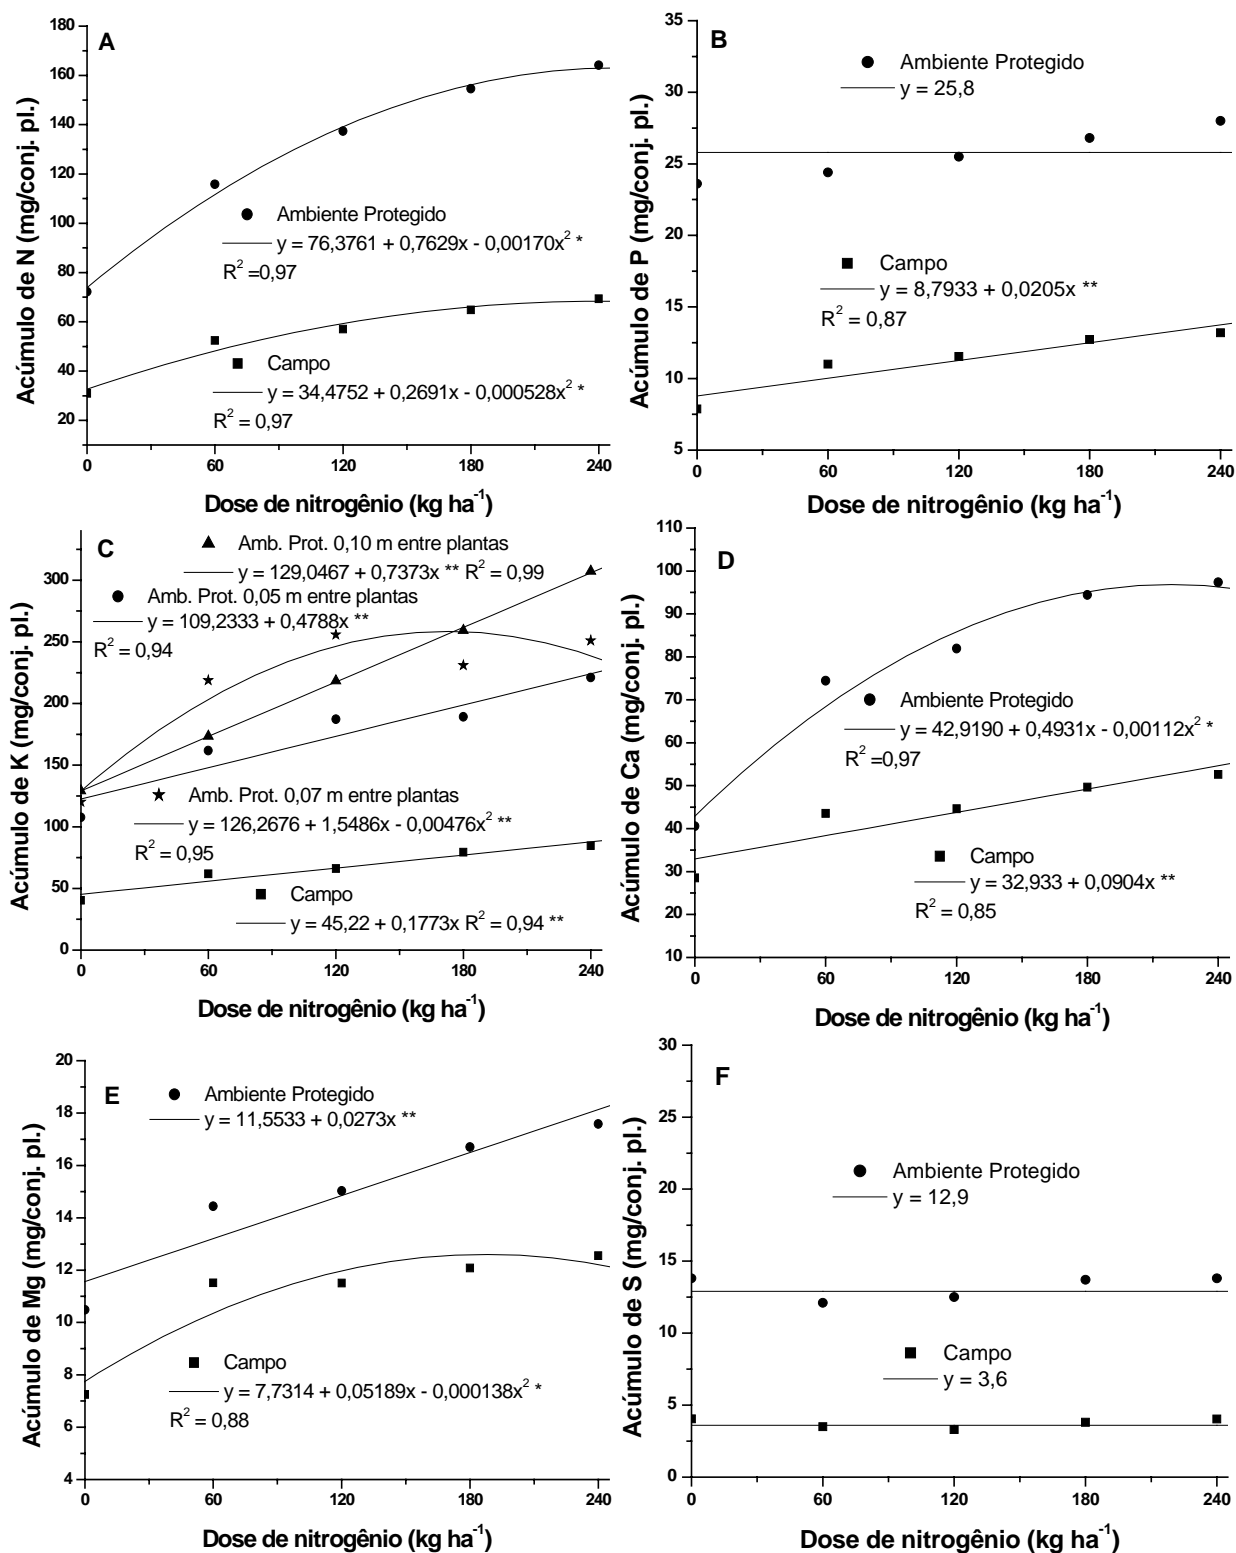 A
180
160
140
120
100
80
60
40
20
Acúmulo de N (mg/conj. pl.)
Ambiente Protegido
y = 76,3761 + 0,7629x - 0,00170x² *
R² =0,97
Campo
y = 34,4752 + 0,2691x - 0,000528x² *
R² = 0,97
0 60 120 180 240
Dose de nitrogênio (kg ha⁻¹)
B
35
30
25
20
15
10
5
Acúmulo de P (mg/conj. pl.)
Ambiente Protegido
y = 25,8
Campo
y = 8,7933 + 0,0205x **
R² = 0,87
0 60 120 180 240
Dose de nitrogênio (kg ha⁻¹)
C
300
250
200
150
100
50
0
Acúmulo de K (mg/conj. pl.)
Amb. Prot. 0,10 m entre plantas
y = 129,0467 + 0,7373x ** R² = 0,99
Amb. Prot. 0,05 m entre plantas
y = 109,2333 + 0,4788x **
R² = 0,94
Amb. Prot. 0,07 m entre plantas
y = 126,2676 + 1,5486x - 0,00476x² **
R² = 0,95
Campo
y = 45,22 + 0,1773x R² = 0,94 **
0 60 120 180 240
Dose de nitrogênio (kg ha⁻¹)
D
110
100
90
80
70
60
50
40
30
20
10
Acúmulo de Ca (mg/conj. pl.)
Ambiente Protegido
y = 42,9190 + 0,4931x - 0,00112x² *
R² =0,97
Campo
y = 32,933 + 0,0904x **
R² = 0,85
0 60 120 180 240
Dose de nitrogênio (kg ha⁻¹)
E
20
18
16
14
12
10
8
6
4
Acúmulo de Mg (mg/conj. pl.)
Ambiente Protegido
y = 11,5533 + 0,0273x **
Campo
y = 7,7314 + 0,05189x - 0,000138x² *
R² = 0,88
0 60 120 180 240
Dose de nitrogênio (kg ha⁻¹)
F
30
25
20
15
10
5
0
Acúmulo de S (mg/conj. pl.)
Ambiente Protegido
y = 12,9
Campo
y = 3,6
0 60 120 180 240
Dose de nitrogênio (kg ha⁻¹)